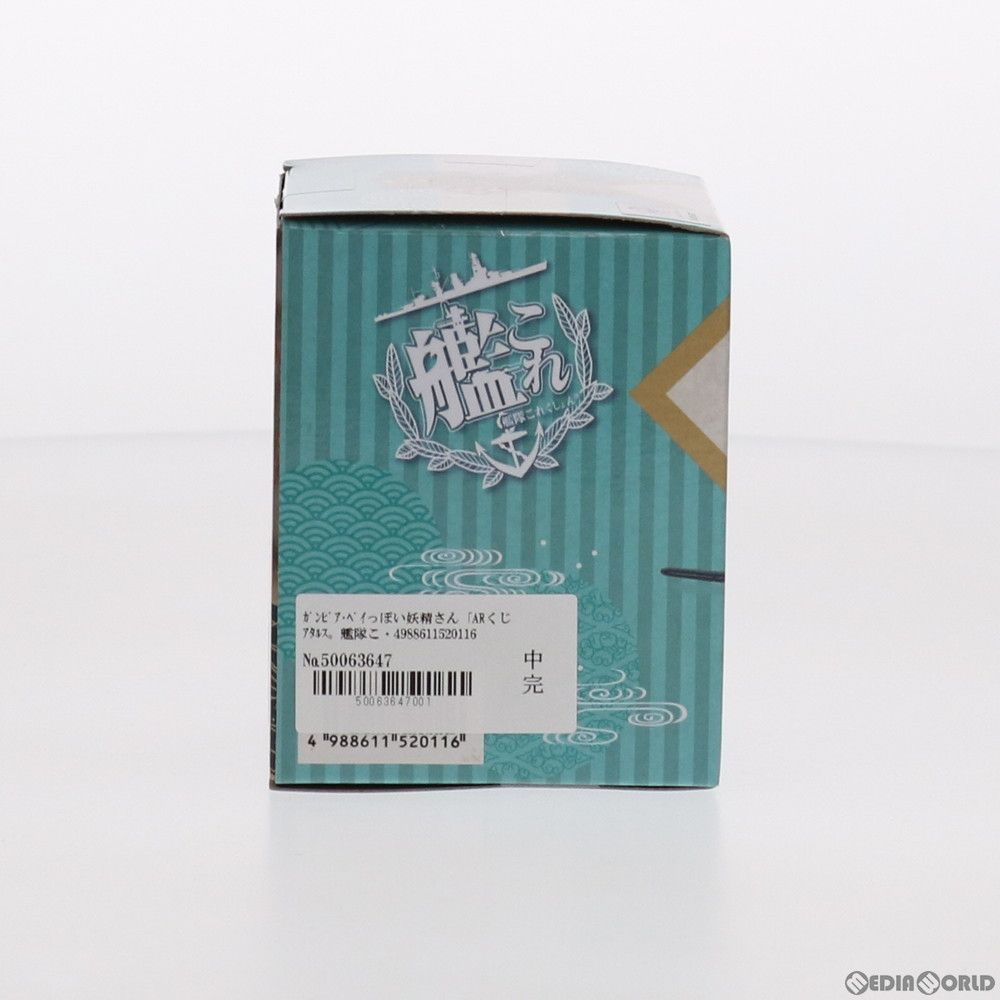 艦これ
艦隊これくしょん
ｶﾞﾝﾋﾞｱ･ﾍﾞｲっぽい妖精さん 「ARくじ
ｱﾀﾙｽ。艦隊こ・4988611520116
№50063647
中完
50063647001
4 "988611"520116"
MEDIAWORLD